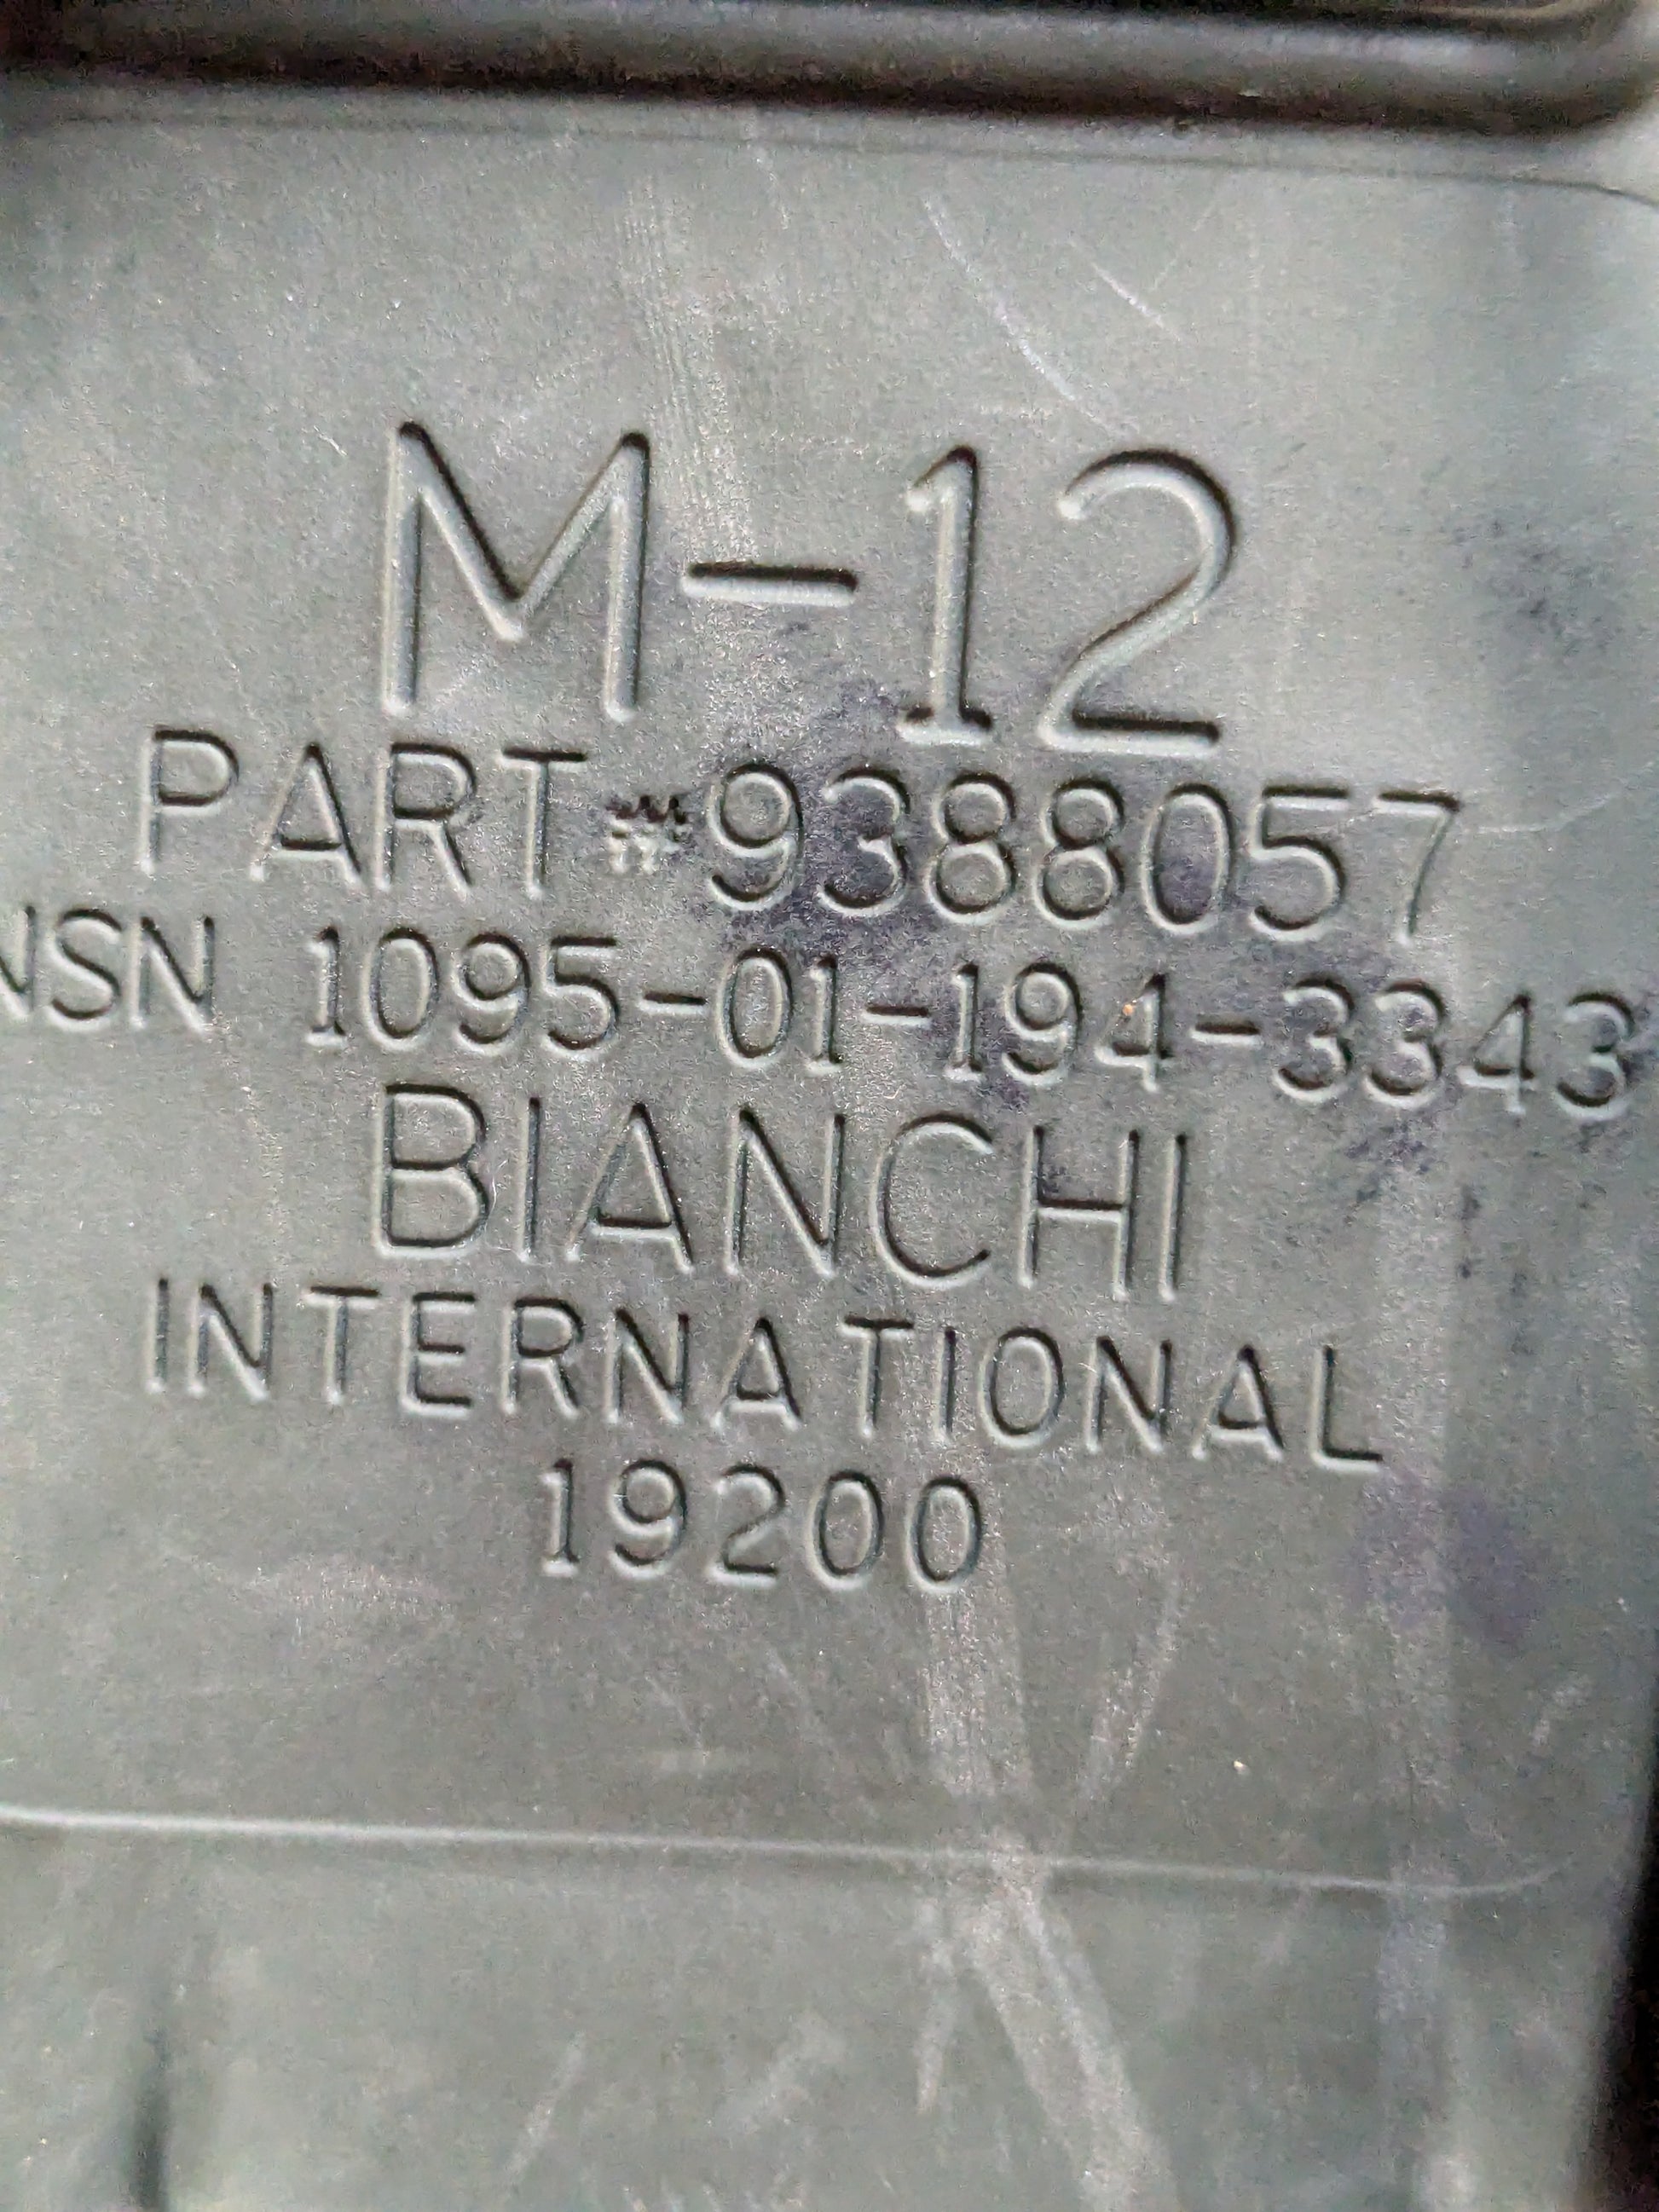 M-12
PART #9388057
NSN 1095-01-194-3343
BIANCHI
INTERNATIONAL
19200